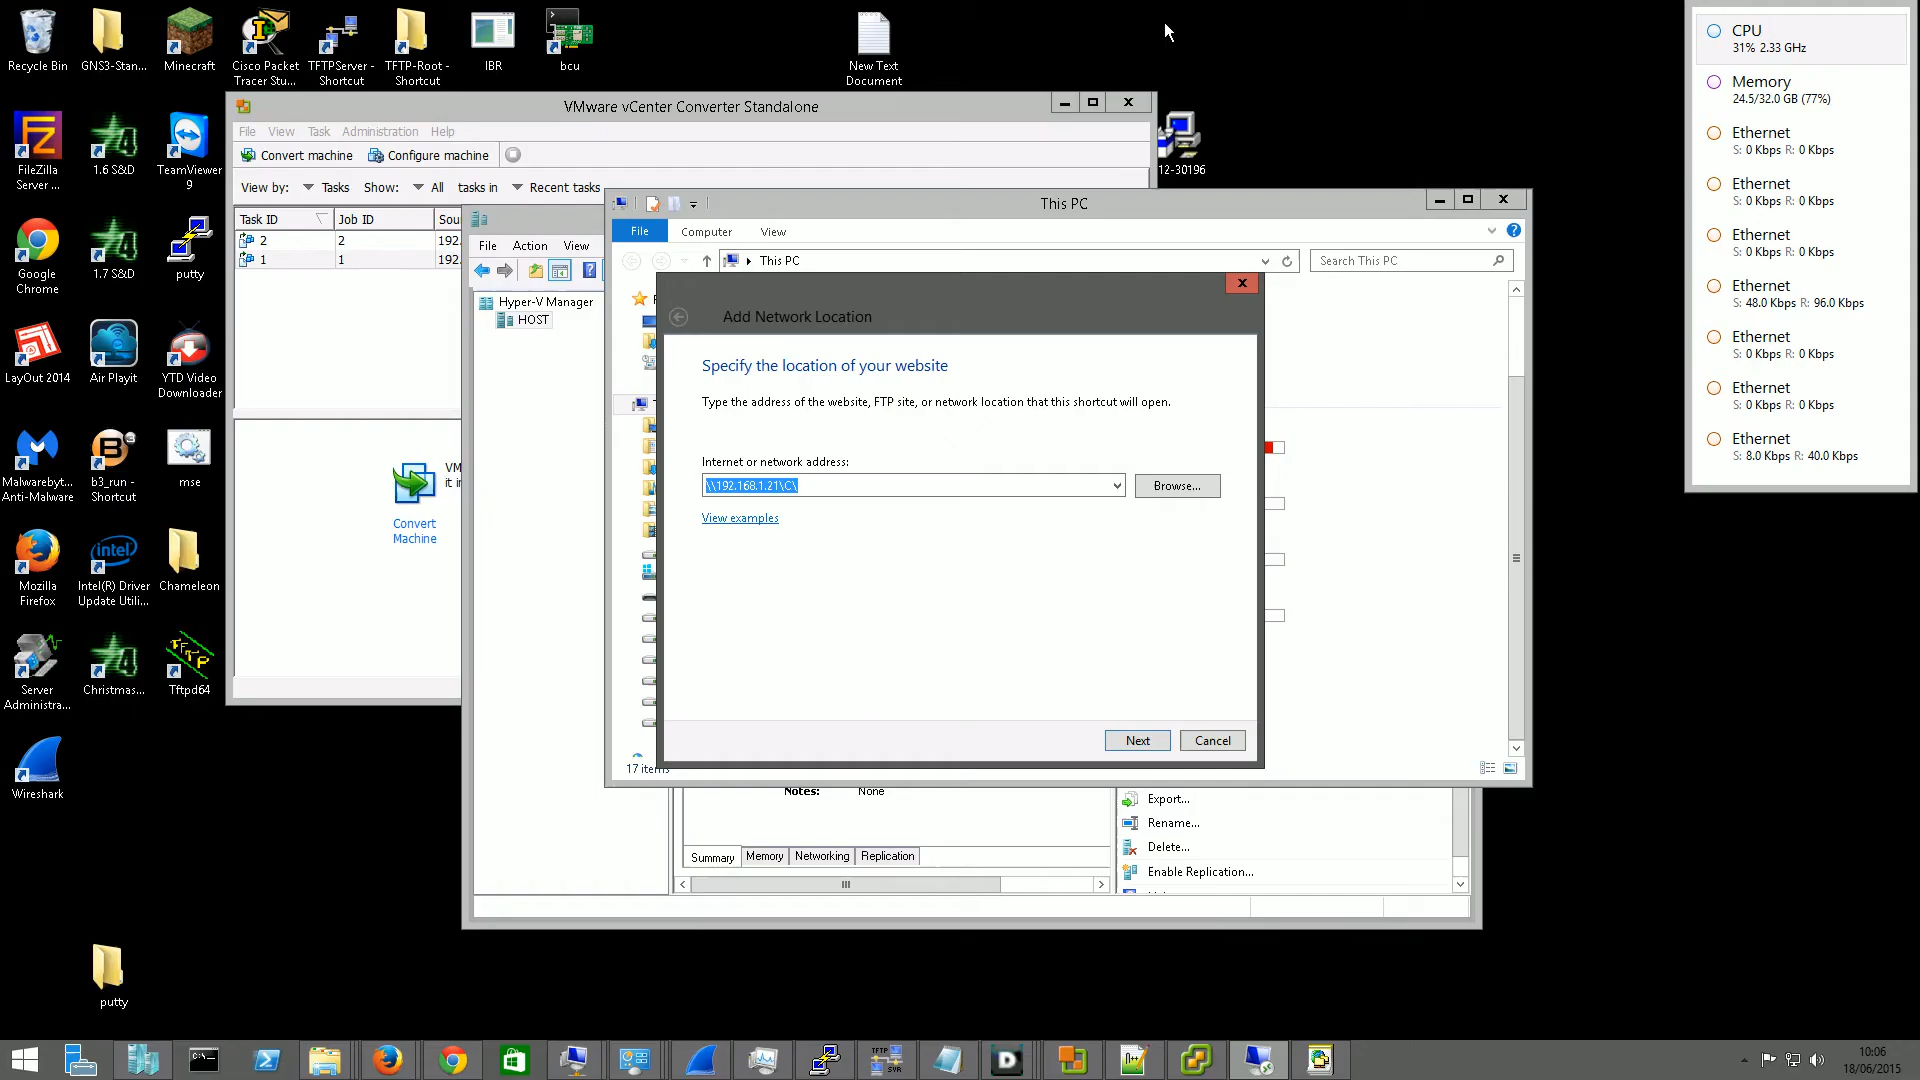 Recycle Bin
GNS3-Stan...
Minecraft
Cisco Packet
Tracer Stu...
TFTPServer -
Shortcut
TFTP-Root -
Shortcut
IBR
bcu
New Text
Document
CPU
31% 2.33 GHz
Memory
24.5/32.0 GB (77%)
Ethernet
S: 0 Kbps R: 0 Kbps
Ethernet
S: 0 Kbps R: 0 Kbps
Ethernet
S: 0 Kbps R: 0 Kbps
Ethernet
S: 48.0 Kbps R: 96.0 Kbps
Ethernet
S: 0 Kbps R: 0 Kbps
Ethernet
S: 0 Kbps R: 0 Kbps
Ethernet
S: 8.0 Kbps R: 40.0 Kbps
FileZilla
Server ...
1.6 S&D
TeamViewer
9
Google
Chrome
1.7 S&D
putty
LayOut 2014
Air Playit
YTD Video
Downloader
Malwarebyt...
Anti-Malware
b3_run -
Shortcut
mse
Mozilla
Firefox
Intel(R) Driver
Update Utili...
Chameleon
Server
Administra...
Christmas...
Tftpd64
Wireshark
putty
12-30196
VMware vCenter Converter Standalone
File View Task Administration Help
Convert machine Configure machine
View by: Tasks Show: All tasks in Recent tasks
Task ID Job ID Sou
2 2 192.
1 1 192.
VM
it in
Convert
Machine
File Action View
Hyper-V Manager
HOST
This PC
File Computer View
This PC
Search This PC
17 items
Add Network Location
Specify the location of your website
Type the address of the website, FTP site, or network location that this shortcut will open.
Internet or network address:
\\192.168.1.21\C\
Browse...
View examples
Next Cancel
Notes: None
Summary Memory Networking Replication
Export...
Rename...
Delete...
Enable Replication...
10:06
18/06/2015